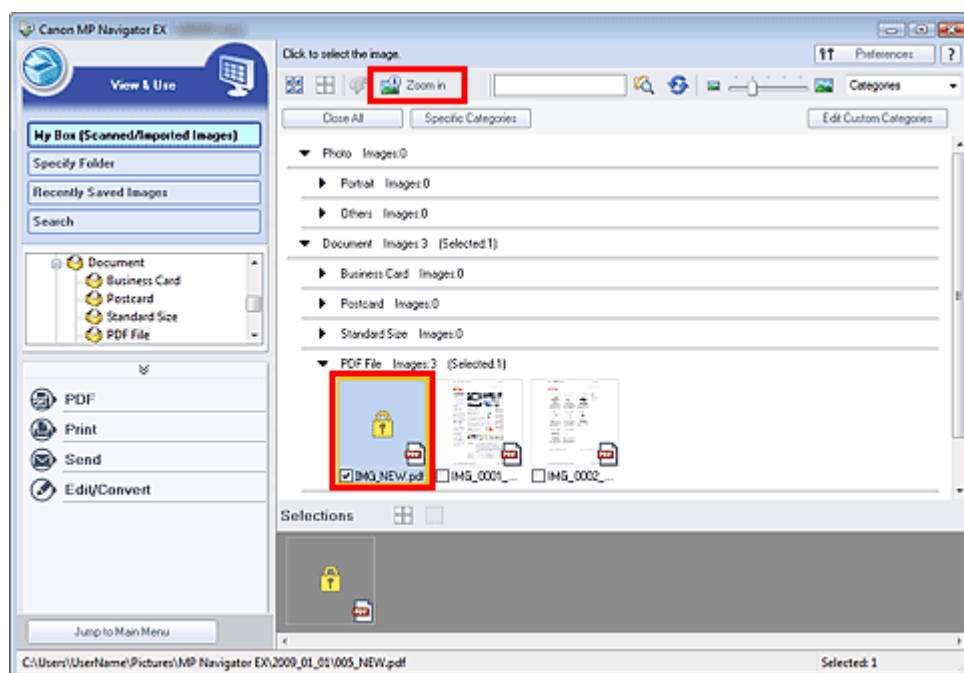 Canon MP Navigator EX
Click to select the image.
Preferences
?
View & Use
Zoom in
Categories
Close All
Specific Categories
Edit Custom Categories
My Box (Scanned/Imported Images)
Specify Folder
Recently Saved Images
Search
Photo Images:0
Portrait Images:0
Others Images:0
Document Images:3 (Selected:1)
Business Card Images:0
Postcard Images:0
Standard Size Images:0
PDF File Images:3 (Selected:1)
Document
Business Card
Postcard
Standard Size
PDF File
PDF
Print
Send
Edit/Convert
IMG_NEW.pdf
IMG_0001_...
IMG_0002_...
Selections
Jump to Main Menu
C:\Users\UserName\Pictures\MP Navigator EX\2009_01_01\005_NEW.pdf
Selected: 1